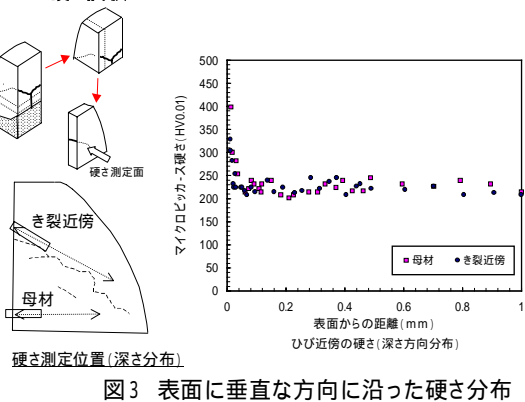 硬さ測定面
き裂近傍
母材
硬さ測定位置(深さ分布)
マイクロビッカ-ス硬さ(HV0.01)
500
450
400
350
300
250
200
150
100
50
0
0 0.2 0.4 0.6 0.8 1
母材 き裂近傍
表面からの距離(mm)
ひび近傍の硬さ(深さ方向分布)
図3 表面に垂直な方向に沿った硬さ分布